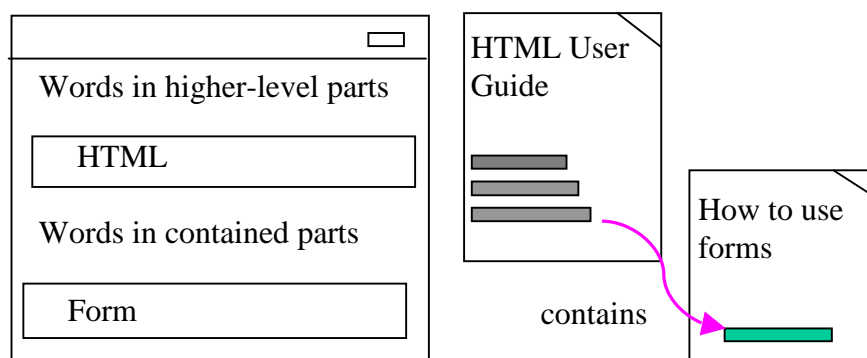 Words in higher-level parts
HTML
Words in contained parts
Form
HTML User
Guide
How to use
forms
contains